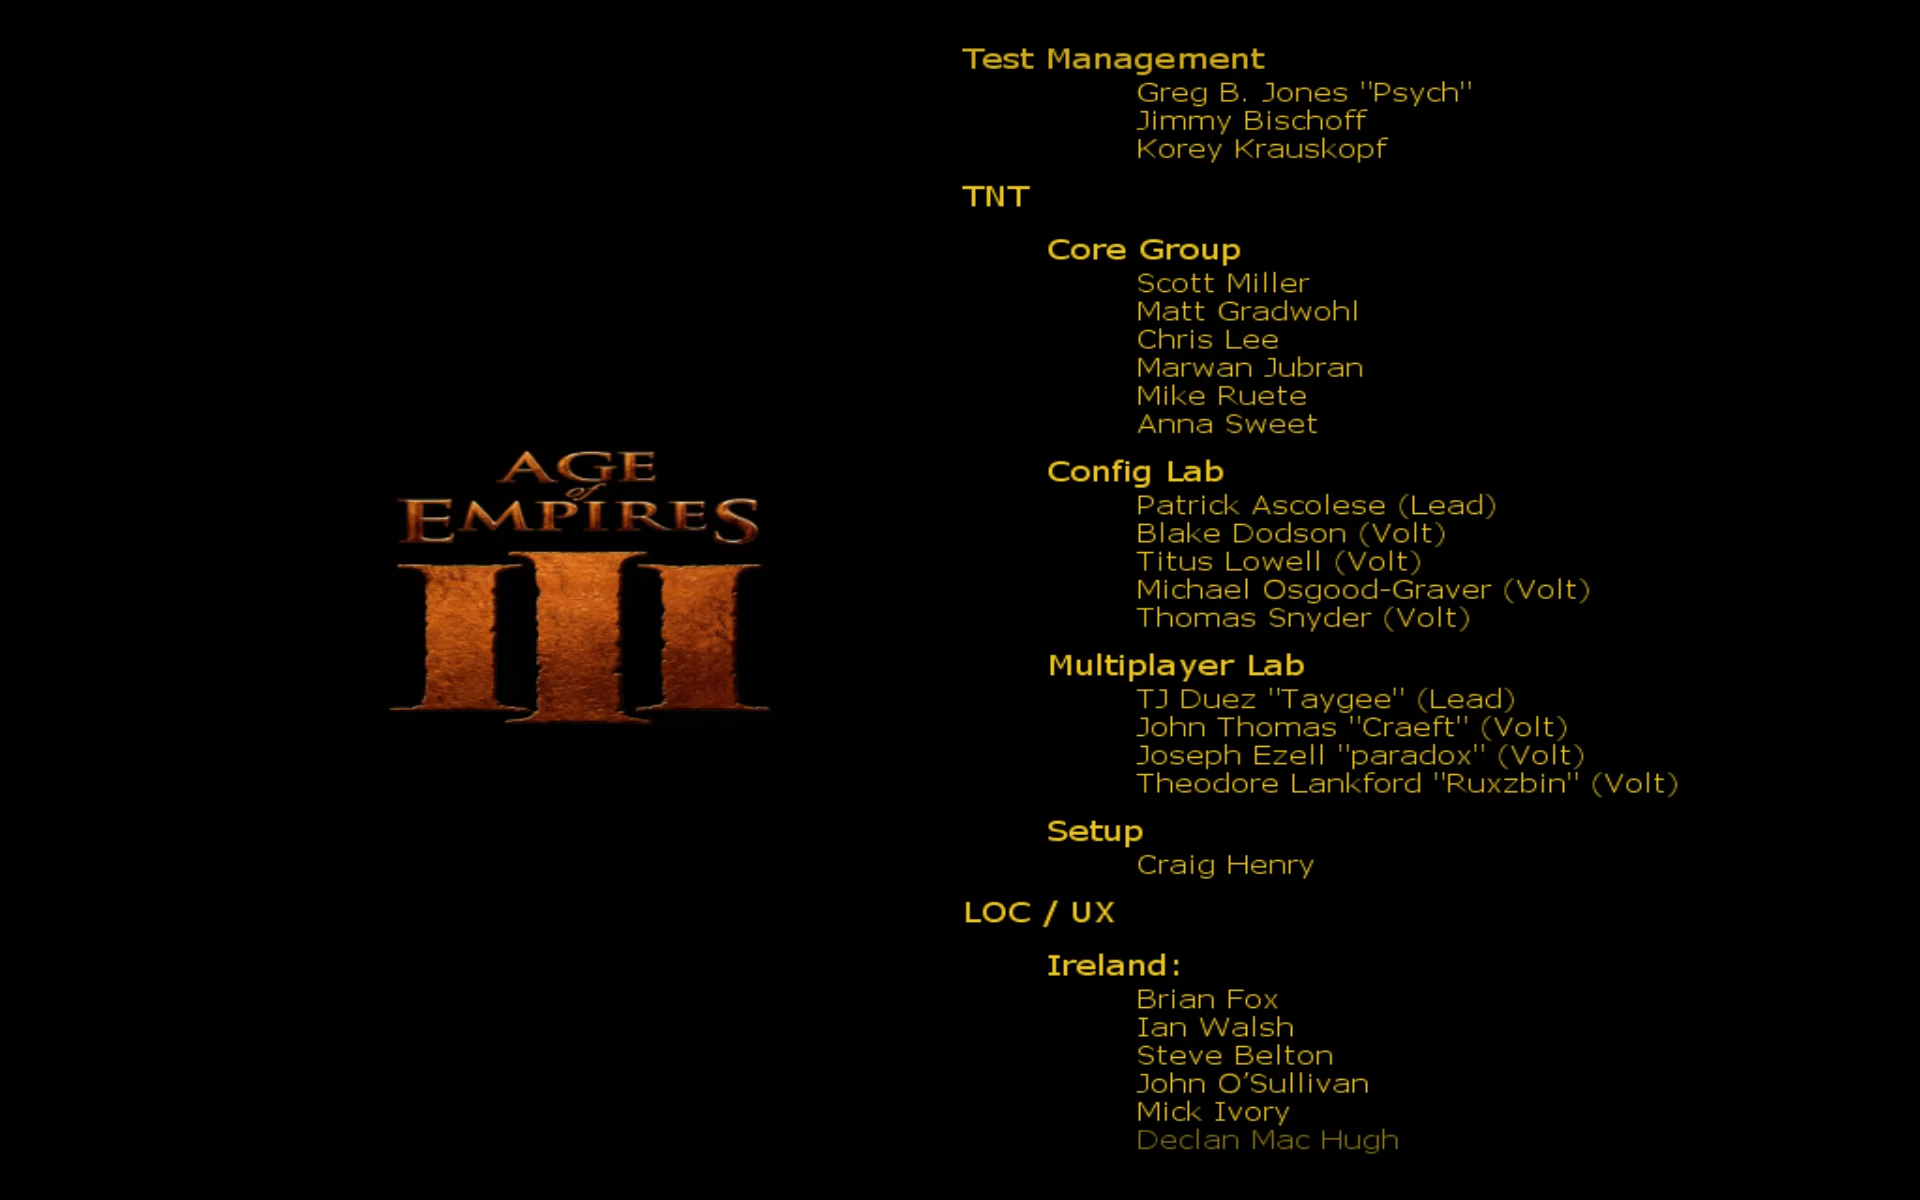 AGE
of
EMPIRES
III
Test Management
Greg B. Jones "Psych"
Jimmy Bischoff
Korey Krauskopf
TNT
Core Group
Scott Miller
Matt Gradwohl
Chris Lee
Marwan Jubran
Mike Ruete
Anna Sweet
Config Lab
Patrick Ascolese (Lead)
Blake Dodson (Volt)
Titus Lowell (Volt)
Michael Osgood-Graver (Volt)
Thomas Snyder (Volt)
Multiplayer Lab
TJ Duez "Taygee" (Lead)
John Thomas "Craeft" (Volt)
Joseph Ezell "paradox" (Volt)
Theodore Lankford "Ruxzbin" (Volt)
Setup
Craig Henry
LOC / UX
Ireland:
Brian Fox
Ian Walsh
Steve Belton
John O’Sullivan
Mick Ivory
Declan Mac Hugh